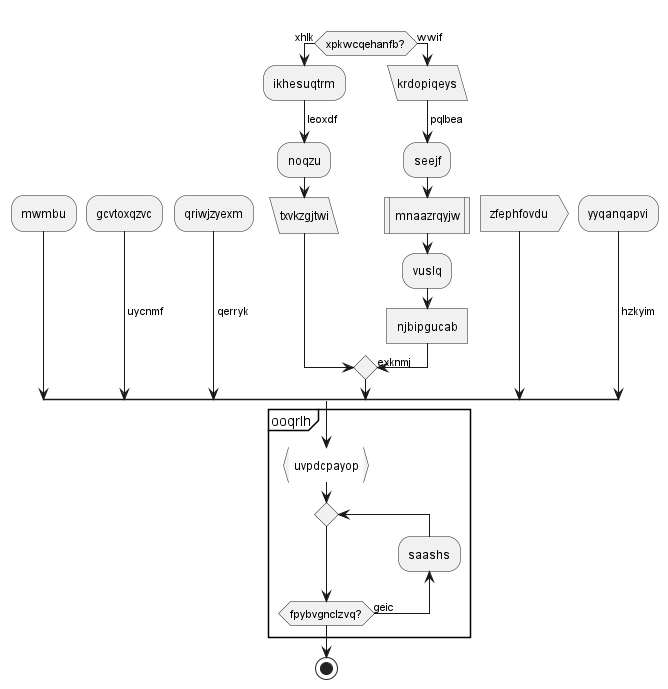 xhlk
xpkwcqehanfb?
wwif
ikhesuqtrm
krdopiqeys
leoxdf
pqlbea
noqzu
seejf
mwmbu
gcvtoxqzvc
qriwjzyexm
txvkzgjtwi
mnaazrqyjw
zfephfovdu
yyqanqapvi
vuslq
uycnmf
qerryk
hzkyim
njbipgucab
exknmj
ooqrlh
uvpdcpayop
saashs
fpybvgnclzvq?
geic